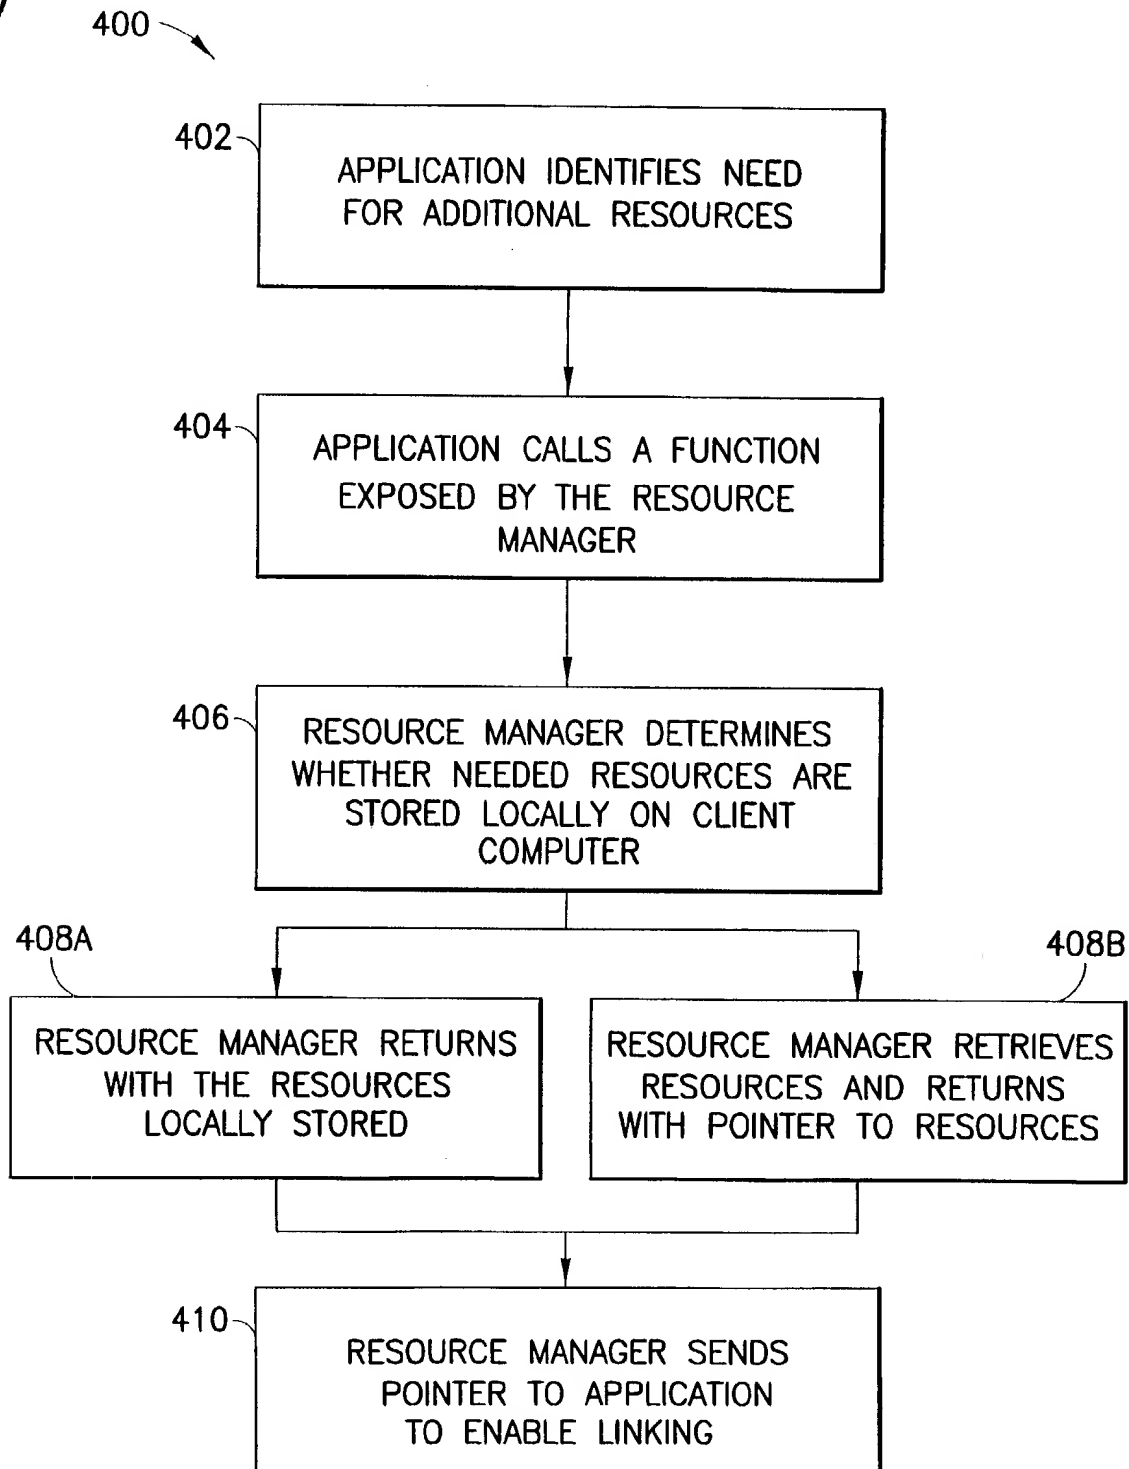 400
402
APPLICATION IDENTIFIES NEED
FOR ADDITIONAL RESOURCES
404
APPLICATION CALLS A FUNCTION
EXPOSED BY THE RESOURCE
MANAGER
406
RESOURCE MANAGER DETERMINES
WHETHER NEEDED RESOURCES ARE
STORED LOCALLY ON CLIENT
COMPUTER
408A
408B
RESOURCE MANAGER RETURNS
WITH THE RESOURCES
LOCALLY STORED
RESOURCE MANAGER RETRIEVES
RESOURCES AND RETURNS
WITH POINTER TO RESOURCES
410
RESOURCE MANAGER SENDS
POINTER TO APPLICATION
TO ENABLE LINKING